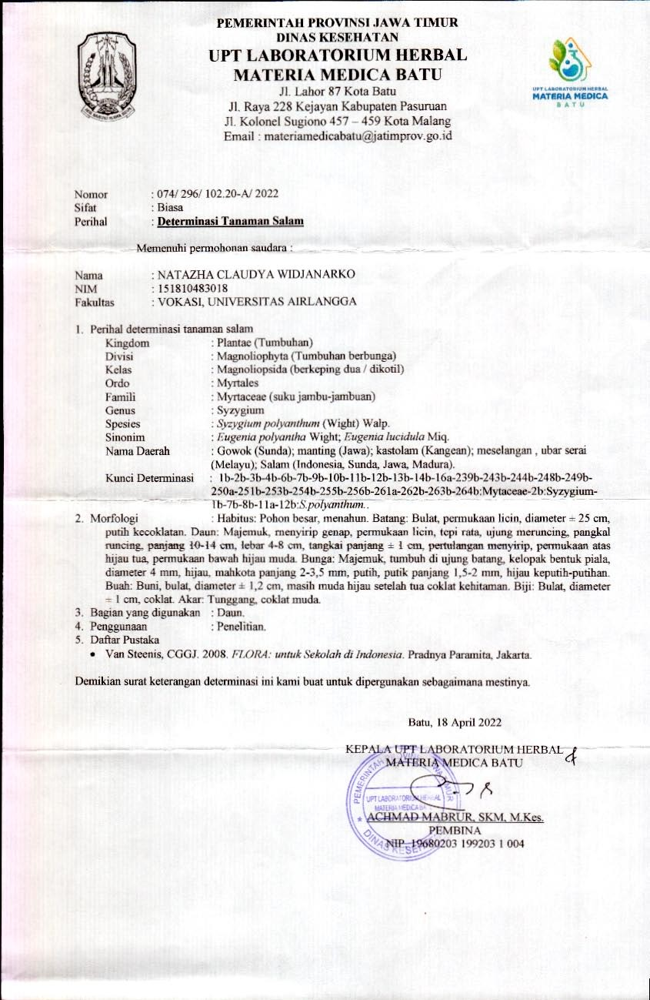 PEMERINTAH PROVINSI JAWA TIMUR
DINAS KESEHATAN
UPT LABORATORIUM HERBAL
MATERIA MEDICA BATU
Jl. Lahor 87 Kota Batu
Jl. Raya 228 Kejayan Kabupaten Pasuruan
Jl. Kolonel Sugiono 457 – 459 Kota Malang
Email : materiamedicabatu@jatimprov.go.id
UPT LABORATORIUM HERBAL
MATERIA MEDICA
BATU
Nomor : 074/ 296/ 102.20-A/ 2022
Sifat : Biasa
Perihal : Determinasi Tanaman Salam
Memenuhi permohonan saudara :
Nama : NATAZHA CLAUDYA WIDJANARKO
NIM : 151810483018
Fakultas : VOKASI, UNIVERSITAS AIRLANGGA
1. Perihal determinasi tanaman salam
Kingdom : Plantae (Tumbuhan)
Divisi : Magnoliophyta (Tumbuhan berbunga)
Kelas : Magnoliopsida (berkeping dua / dikotil)
Ordo : Myrtales
Famili : Myrtaceae (suku jambu-jambuan)
Genus : Syzygium
Spesies : Syzygium polyanthum (Wight) Walp.
Sinonim : Eugenia polyantha Wight; Eugenia lucidula Miq.
Nama Daerah : Gowok (Sunda); manting (Jawa); kastolam (Kangean); meselangan , ubar serai
(Melayu); Salam (Indonesia, Sunda, Jawa, Madura).
Kunci Determinasi : 1b-2b-3b-4b-6b-7b-9b-10b-11b-12b-13b-14b-16a-239b-243b-244b-248b-249b-
250a-251b-253b-254b-255b-256b-261a-262b-263b-264b:Mytaceae-2b:Syzygium-
1b-7b-8b-11a-12b:S.polyanthum..
2. Morfologi : Habitus: Pohon besar, menahun. Batang: Bulat, permukaan licin, diameter ± 25 cm,
putih kecoklatan. Daun: Majemuk, menyirip genap, permukaan licin, tepi rata, ujung meruncing, pangkal
runcing, panjang 10-14 cm, lebar 4-8 cm, tangkai panjang ± 1 cm, pertulangan menyirip, permukaan atas
hijau tua, permukaan bawah hijau muda. Bunga: Majemuk, tumbuh di ujung batang, kelopak bentuk piala,
diameter 4 mm, hijau, mahkota panjang 2-3,5 mm, putih, putik panjang 1,5-2 mm, hijau keputih-putihan.
Buah: Buni, bulat, diameter ± 1,2 cm, masih muda hijau setelah tua coklat kehitaman. Biji: Bulat, diameter
± 1 cm, coklat. Akar: Tunggang, coklat muda.
3. Bagian yang digunakan : Daun.
4. Penggunaan : Penelitian.
5. Daftar Pustaka
• Van Steenis, CGGJ. 2008. FLORA: untuk Sekolah di Indonesia. Pradnya Paramita, Jakarta.
Demikian surat keterangan determinasi ini kami buat untuk dipergunakan sebagaimana mestinya.
Batu, 18 April 2022
KEPALA UPT LABORATORIUM HERBAL
MATERIA MEDICA BATU
UPT LABORATORIUM HERBAL
MATERIA MEDICA BATU
ACHMAD MABRUR, SKM, M.Kes.
PEMBINA
NIP. 19680203 199203 1 004